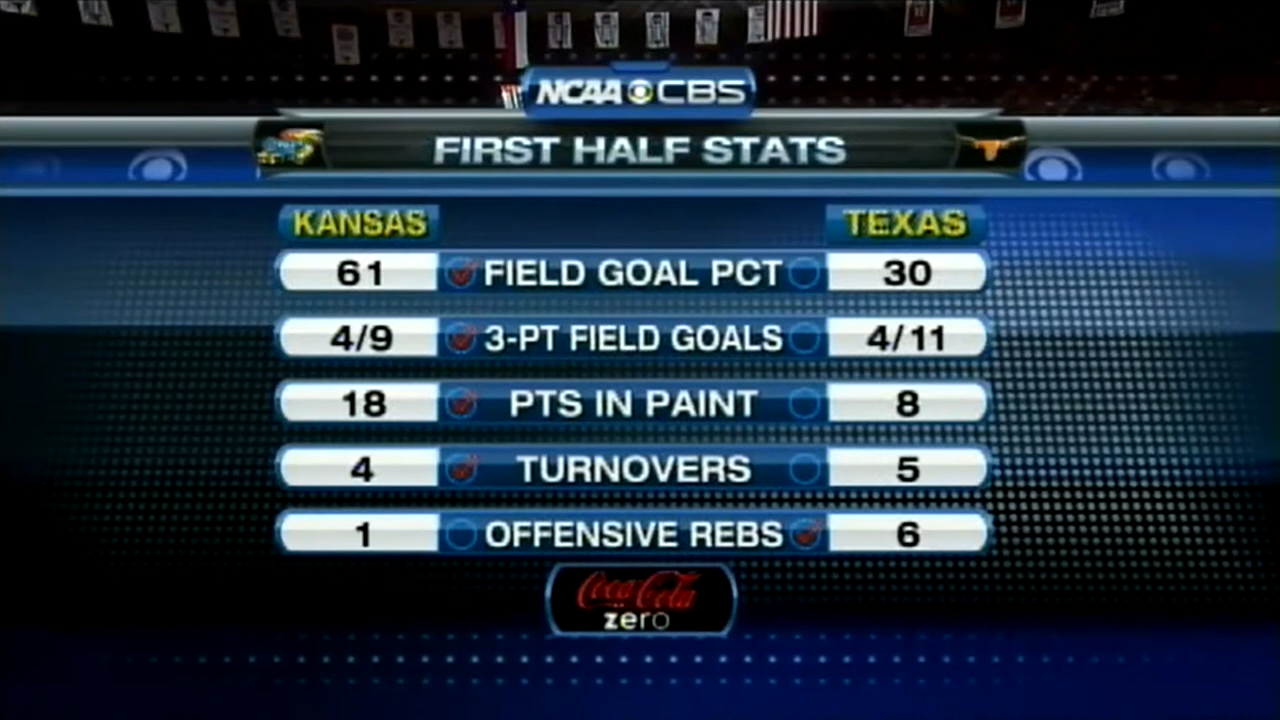 NCAA CBS
FIRST HALF STATS
KANSAS TEXAS
61 FIELD GOAL PCT 30
4/9 3-PT FIELD GOALS 4/11
18 PTS IN PAINT 8
4 TURNOVERS 5
1 OFFENSIVE REBS 6
Coca-Cola
zero